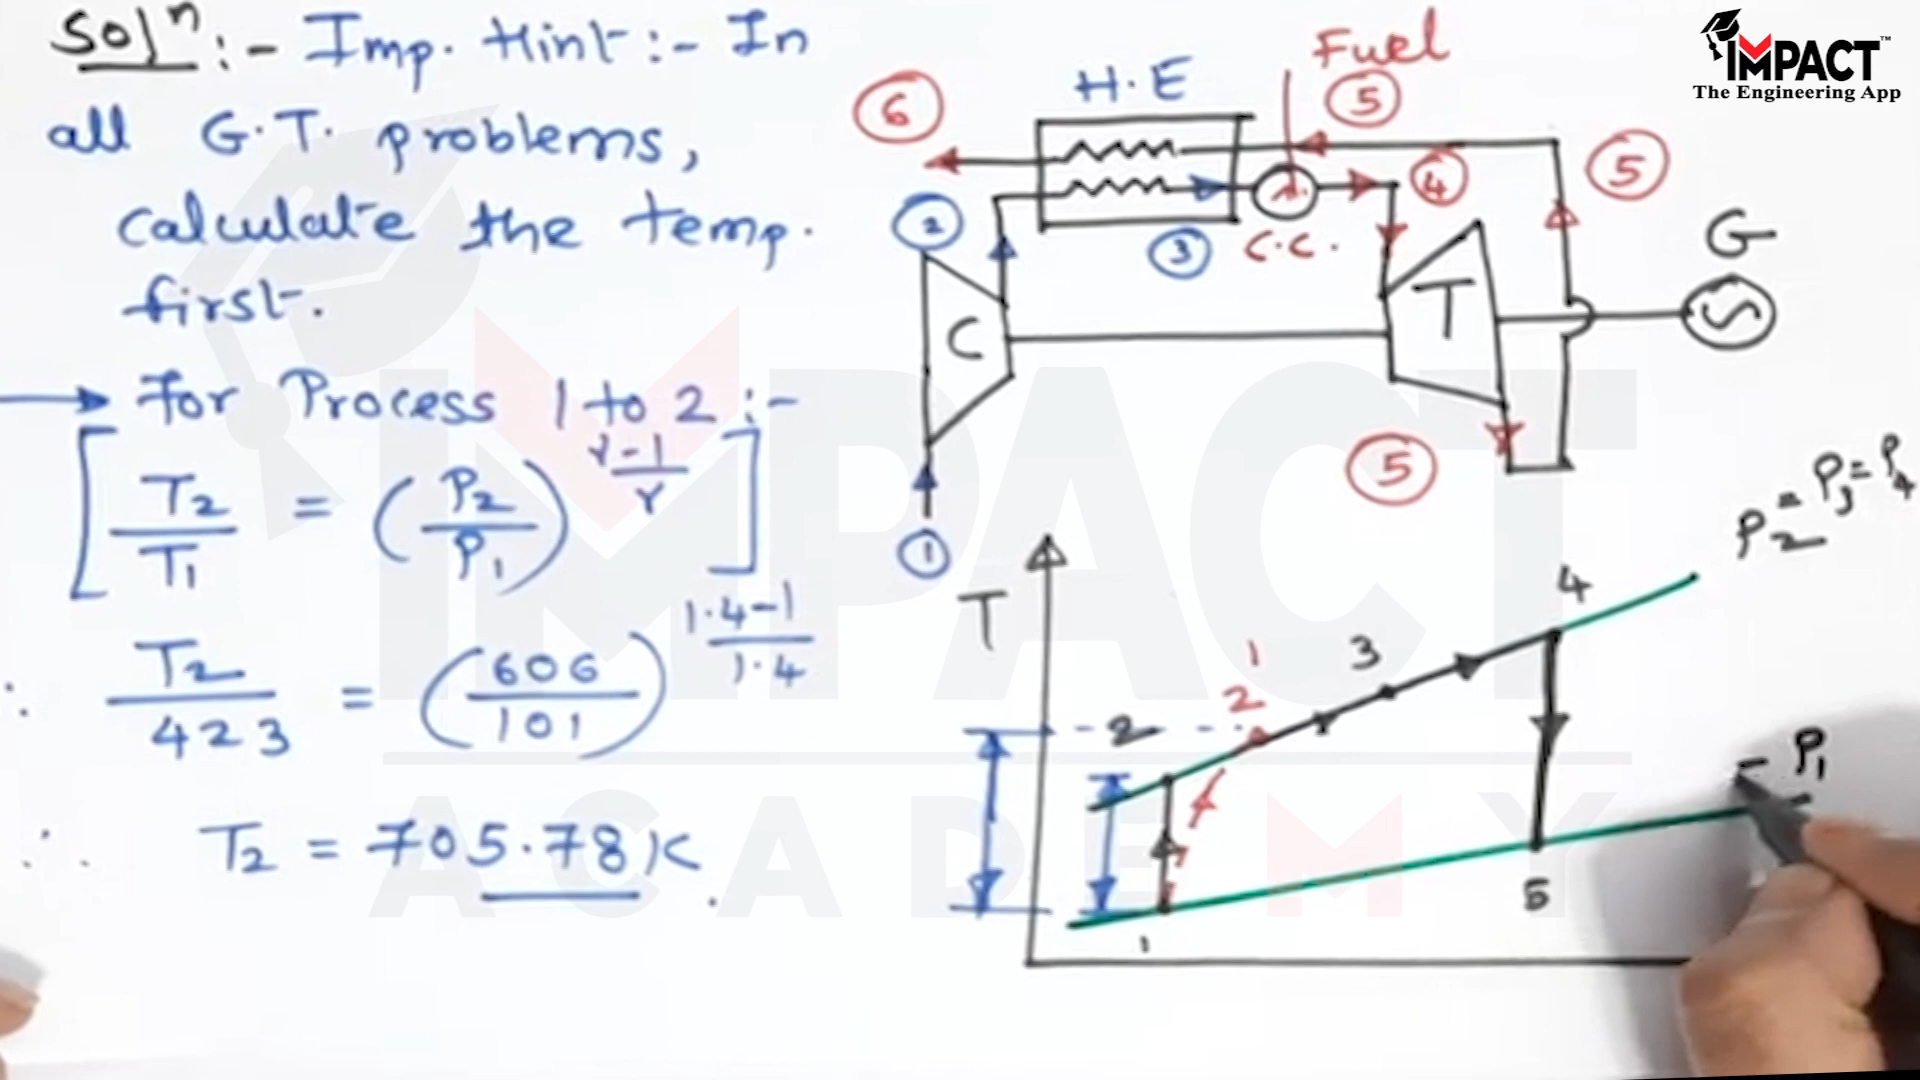 Solⁿ :- Imp. Hint :- In
all G.T. problems,
calculate the temp.
first.
→ for Process 1 to 2 :-
[ T2/T1 = (P2/P1)^(γ-1/γ) ]
∴ T2/423 = (606/101)^(1.4-1/1.4)
∴ T2 = 705.78 K.
H.E
Fuel
6
5
5
4
2
3
C.C.
G
C
T
5
1
T
P2 = P3 = P4
4
3
1
2
2
= P1
5
1
IMPACT™
The Engineering App
IMPACT
ACADEMY